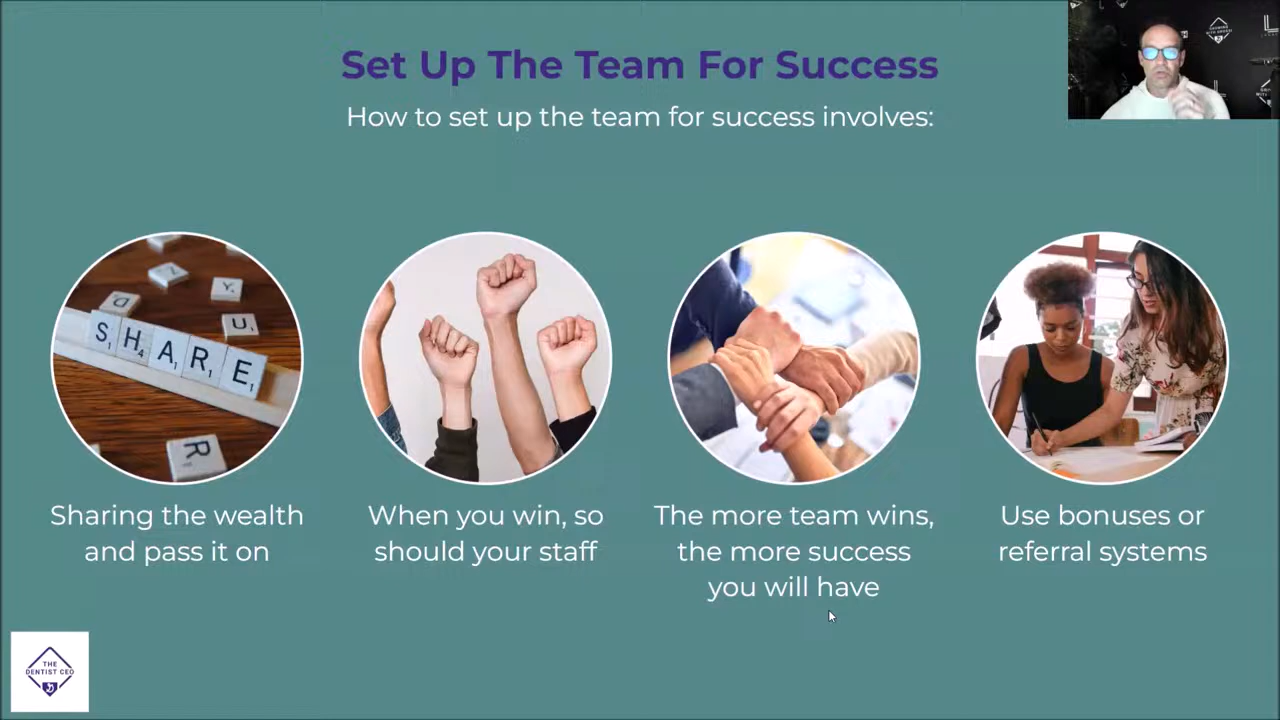 Set Up The Team For Success
How to set up the team for success involves:
Y
U
SHARE
R
Sharing the wealth
and pass it on
When you win, so
should your staff
The more team wins,
the more success
you will have
Use bonuses or
referral systems
THE
DENTIST CEO